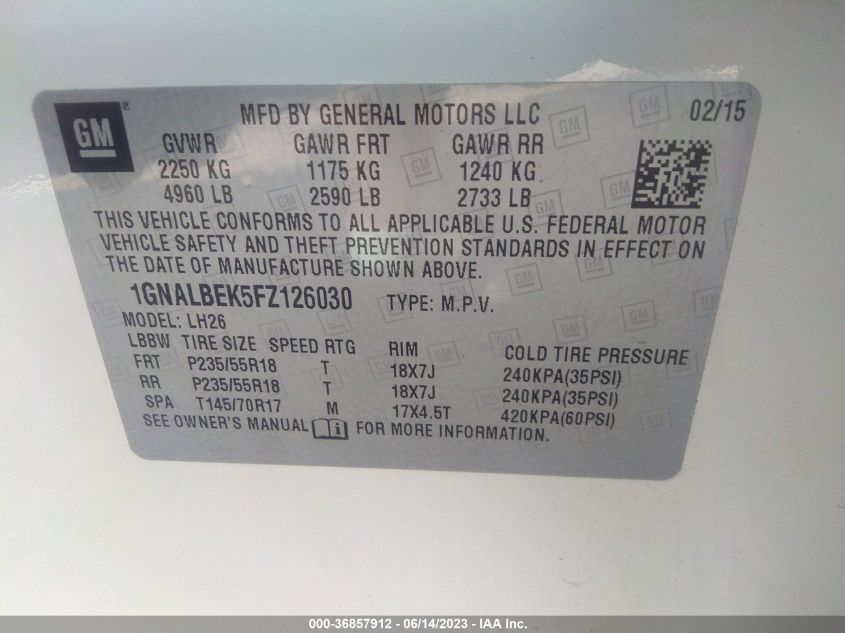 GM ® MFD BY GENERAL MOTORS LLC 02/15
GVWR GAWR FRT GAWR RR
2250 KG 1175 KG 1240 KG
4960 LB 2590 LB 2733 LB
THIS VEHICLE CONFORMS TO ALL APPLICABLE U.S. FEDERAL MOTOR
VEHICLE SAFETY AND THEFT PREVENTION STANDARDS IN EFFECT ON
THE DATE OF MANUFACTURE SHOWN ABOVE.
1GNALBEK5FZ126030 TYPE: M.P.V.
MODEL: LH26
LBBW TIRE SIZE SPEED RTG RIM COLD TIRE PRESSURE
FRT P235/55R18 T 18X7J 240KPA(35PSI)
RR P235/55R18 T 18X7J 240KPA(35PSI)
SPA T145/70R17 M 17X4.5T 420KPA(60PSI)
SEE OWNER'S MANUAL FOR MORE INFORMATION.
000-36857912 - 06/14/2023 - IAA Inc.